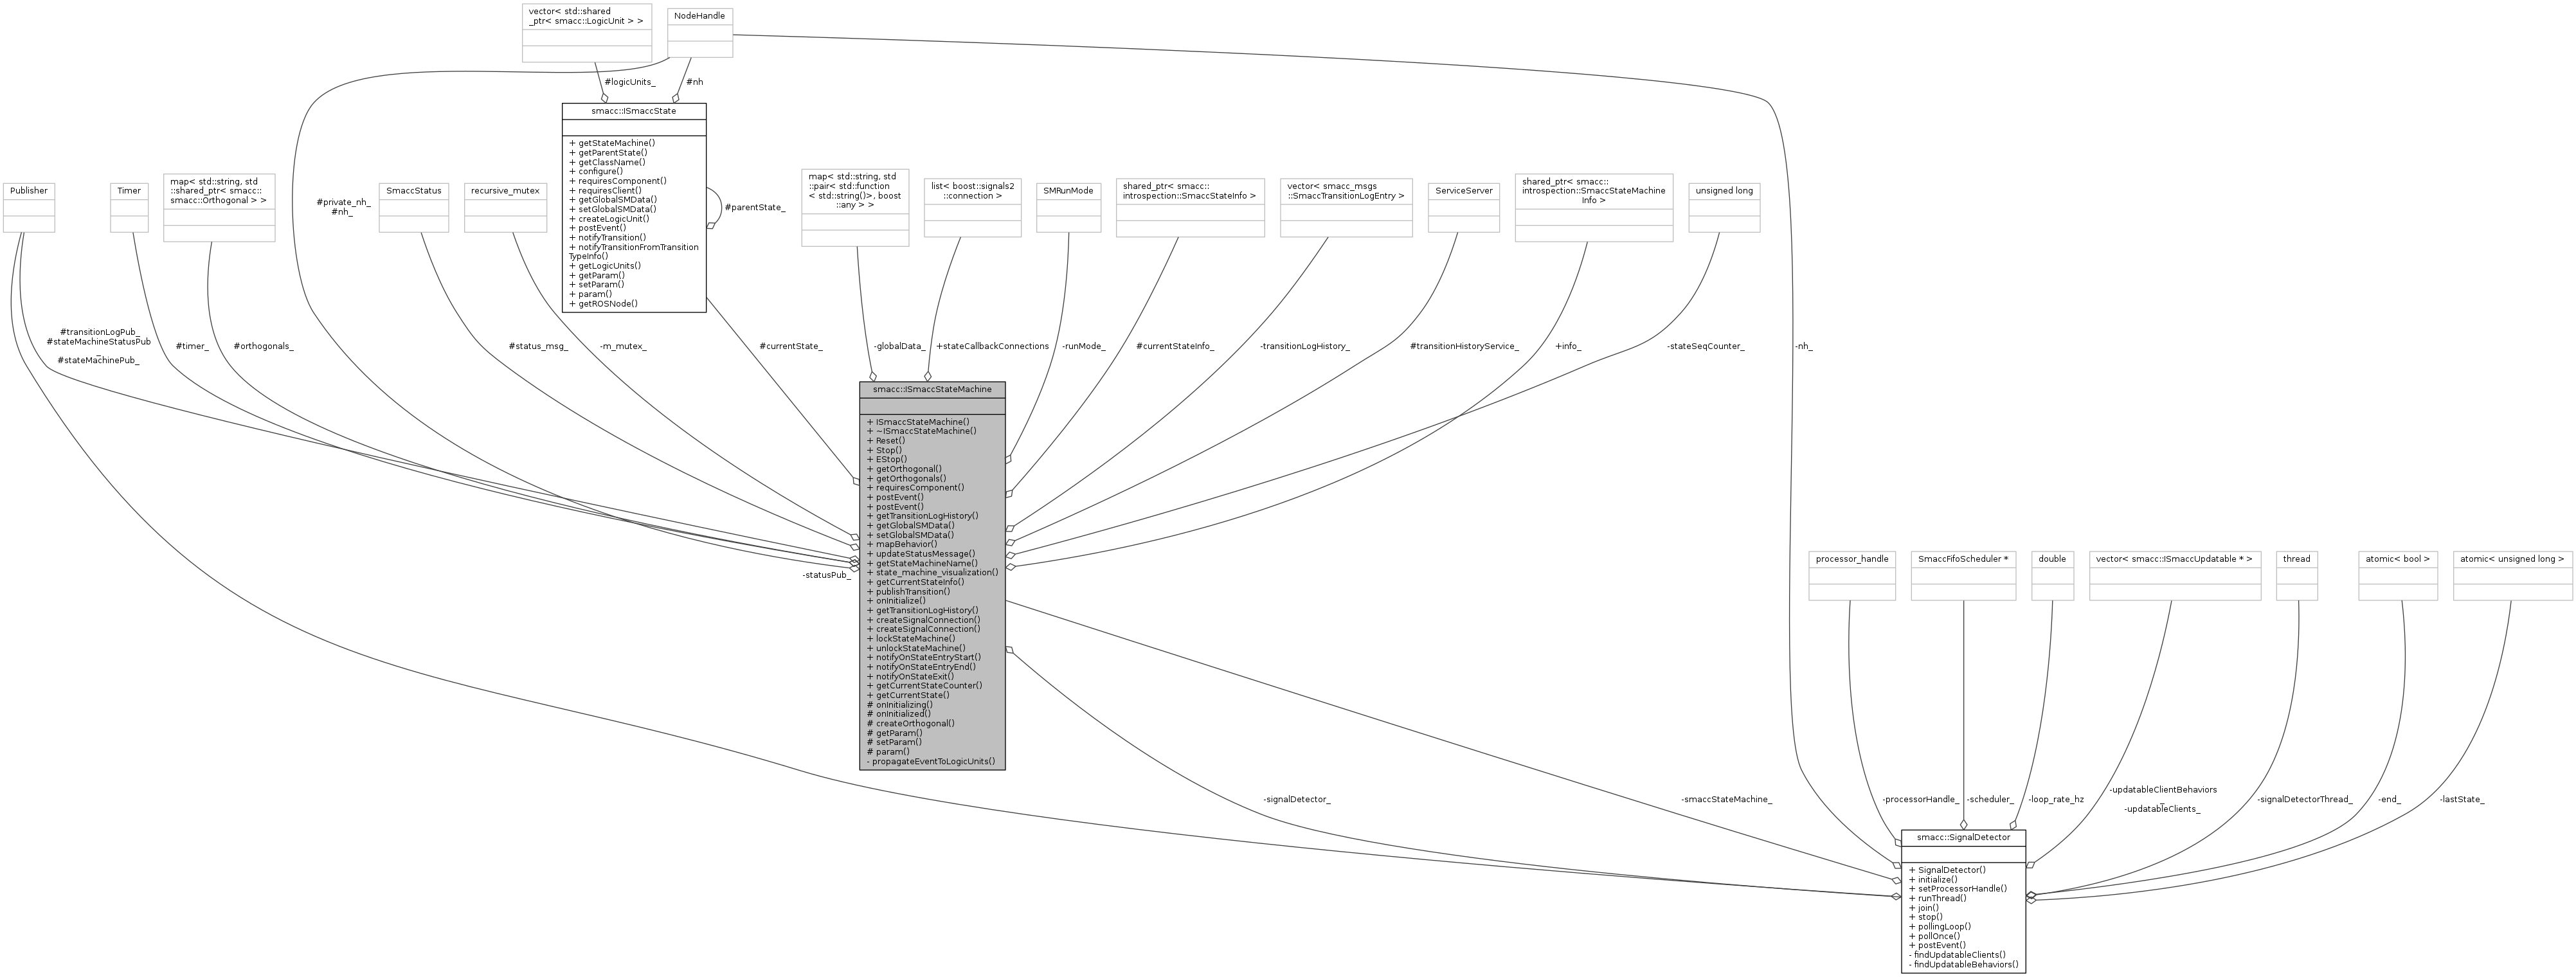 vector< std::shared
_ptr< smacc::LogicUnit > >
NodeHandle
#logicUnits_
#nh
smacc::ISmaccState
+ getStateMachine()
+ getParentState()
+ getClassName()
+ configure()
+ requiresComponent()
+ requiresClient()
+ getGlobalSMData()
+ setGlobalSMData()
+ createLogicUnit()
+ postEvent()
+ notifyTransition()
+ notifyTransitionFromTransition
TypeInfo()
+ getLogicUnits()
+ getParam()
+ setParam()
+ param()
+ getROSNode()
#parentState_
#private_nh_
#nh_
Publisher
Timer
map< std::string, std
::shared_ptr< smacc::
smacc::Orthogonal > >
SmaccStatus
recursive_mutex
map< std::string, std
::pair< std::function
< std::string()>, boost
::any > >
list< boost::signals2
::connection >
SMRunMode
shared_ptr< smacc::
introspection::SmaccStateInfo >
vector< smacc_msgs
::SmaccTransitionLogEntry >
ServiceServer
shared_ptr< smacc::
introspection::SmaccStateMachine
Info >
unsigned long
#transitionLogPub_
#stateMachineStatusPub
_
#stateMachinePub_
#timer_
#orthogonals_
#status_msg_
-m_mutex_
#currentState_
-globalData_
+stateCallbackConnections
-runMode_
#currentStateInfo_
-transitionLogHistory_
#transitionHistoryService_
+info_
-stateSeqCounter_
-nh_
smacc::ISmaccStateMachine
+ ISmaccStateMachine()
+ ~ISmaccStateMachine()
+ Reset()
+ Stop()
+ EStop()
+ getOrthogonal()
+ getOrthogonals()
+ requiresComponent()
+ postEvent()
+ postEvent()
+ getTransitionLogHistory()
+ getGlobalSMData()
+ setGlobalSMData()
+ mapBehavior()
+ updateStatusMessage()
+ getStateMachineName()
+ state_machine_visualization()
+ getCurrentStateInfo()
+ publishTransition()
+ onInitialize()
+ getTransitionLogHistory()
+ createSignalConnection()
+ createSignalConnection()
+ lockStateMachine()
+ unlockStateMachine()
+ notifyOnStateEntryStart()
+ notifyOnStateEntryEnd()
+ notifyOnStateExit()
+ getCurrentStateCounter()
+ getCurrentState()
# onInitializing()
# onInitialized()
# createOrthogonal()
# getParam()
# setParam()
# param()
- propagateEventToLogicUnits()
-statusPub_
processor_handle
SmaccFifoScheduler *
double
vector< smacc::ISmaccUpdatable * >
thread
atomic< bool >
atomic< unsigned long >
-signalDetector_
-smaccStateMachine_
-processorHandle_
-scheduler_
-loop_rate_hz
-updatableClientBehaviors
_
-updatableClients_
-signalDetectorThread_
-end_
-lastState_
smacc::SignalDetector
+ SignalDetector()
+ initialize()
+ setProcessorHandle()
+ runThread()
+ join()
+ stop()
+ pollingLoop()
+ pollOnce()
+ postEvent()
- findUpdatableClients()
- findUpdatableBehaviors()